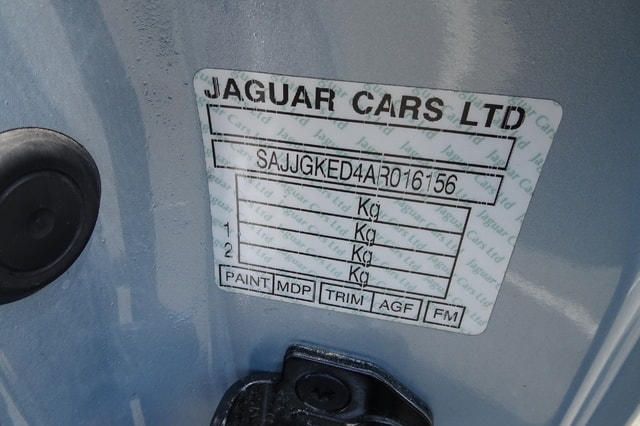 JAGUAR CARS LTD
SAJJGKED4AR016156
Kg
1 Kg
2 Kg
Kg
PAINT MDP TRIM AGF FM